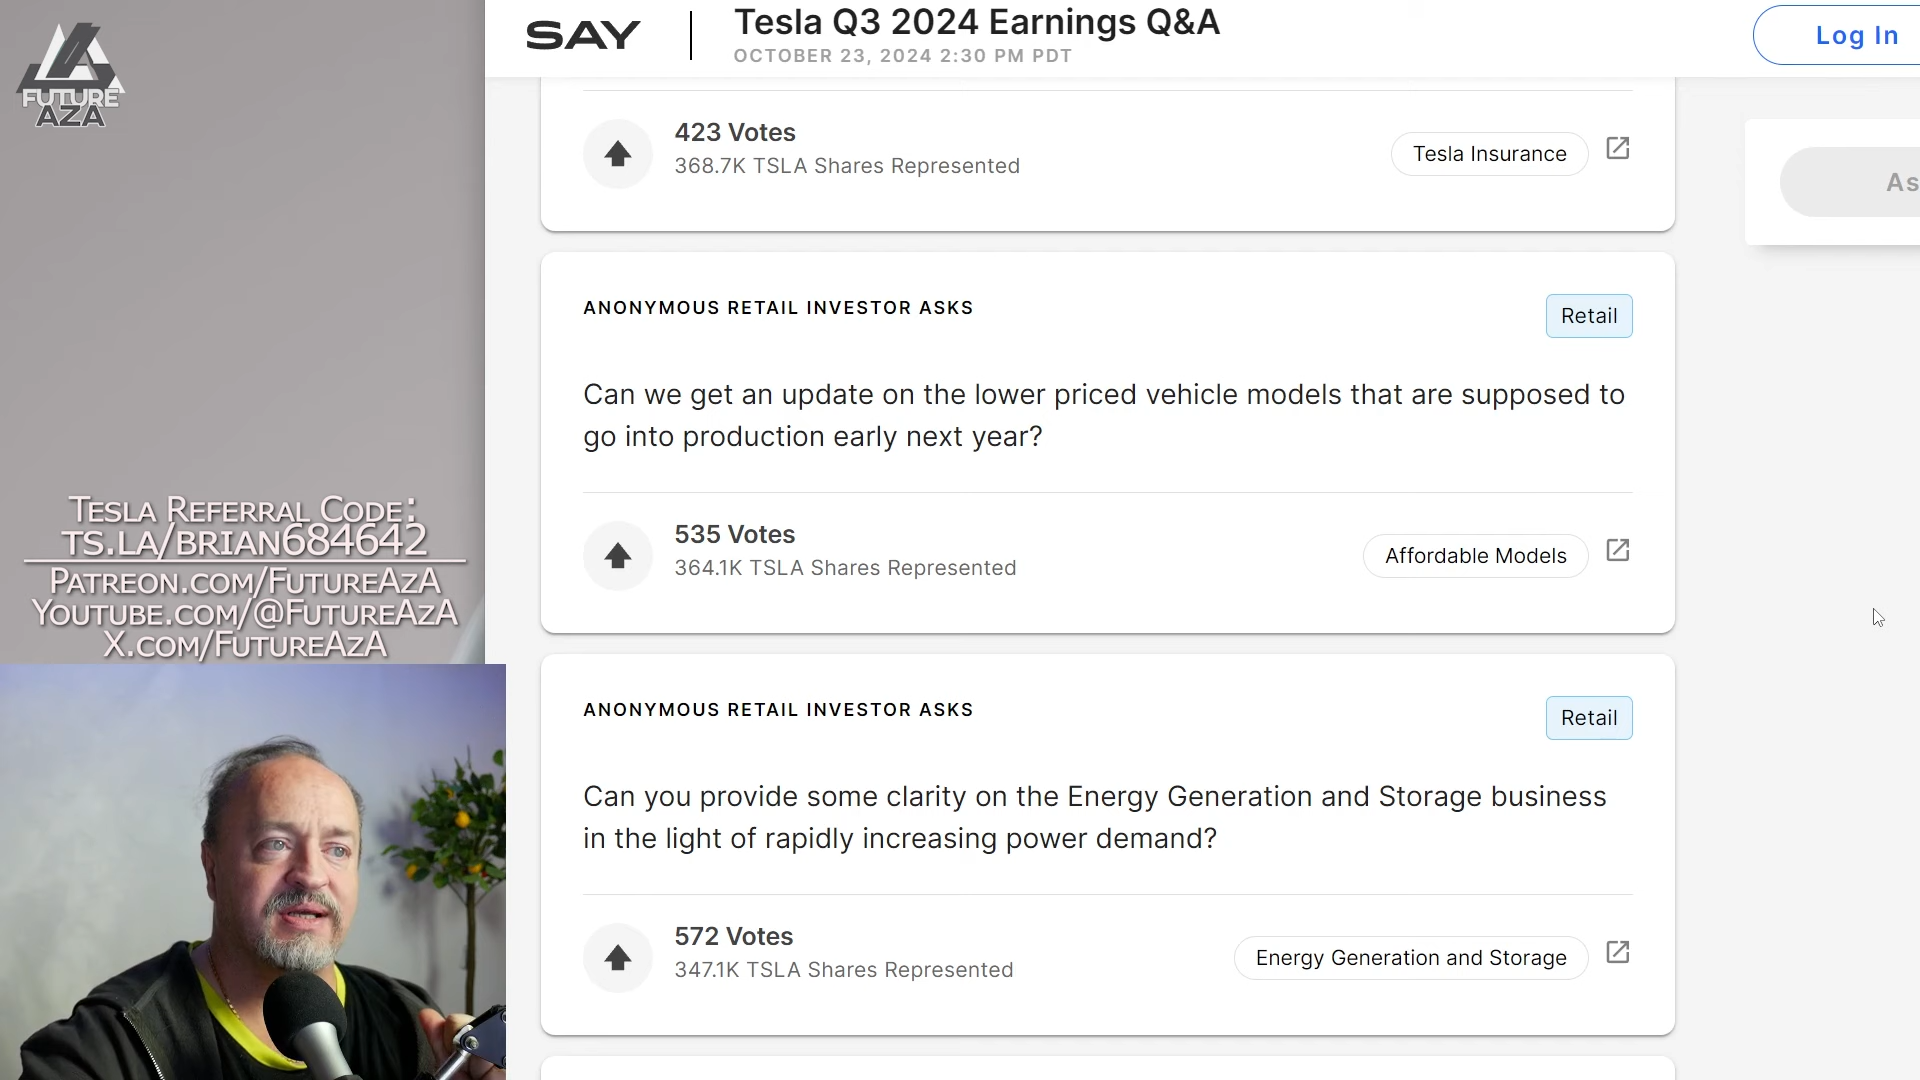 FUTURE
AZA
TESLA REFERRAL CODE:
TS.LA/BRIAN684642
PATREON.COM/FUTUREAZA
YOUTUBE.COM/@FUTUREAZA
X.COM/FUTUREAZA
SAY
Tesla Q3 2024 Earnings Q&A
OCTOBER 23, 2024 2:30 PM PDT
Log In
423 Votes
368.7K TSLA Shares Represented
Tesla Insurance
As
ANONYMOUS RETAIL INVESTOR ASKS
Retail
Can we get an update on the lower priced vehicle models that are supposed to
go into production early next year?
535 Votes
364.1K TSLA Shares Represented
Affordable Models
ANONYMOUS RETAIL INVESTOR ASKS
Retail
Can you provide some clarity on the Energy Generation and Storage business
in the light of rapidly increasing power demand?
572 Votes
347.1K TSLA Shares Represented
Energy Generation and Storage